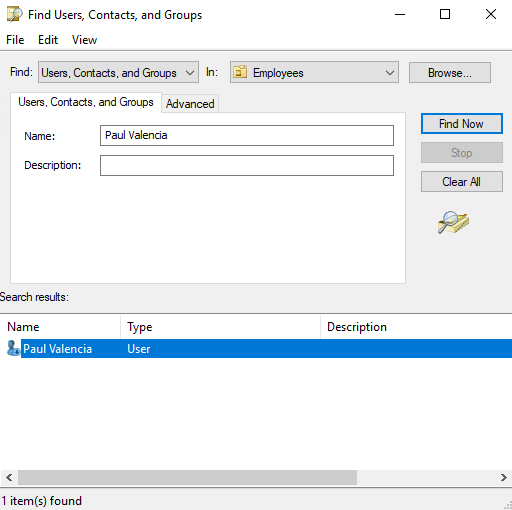 Find Users, Contacts, and Groups
File Edit View
Find: Users, Contacts, and Groups In: Employees Browse...
Users, Contacts, and Groups Advanced
Find Now
Name: Paul Valencia
Stop
Description:
Clear All
Search results:
Name Type Description
Paul Valencia User
1 item(s) found